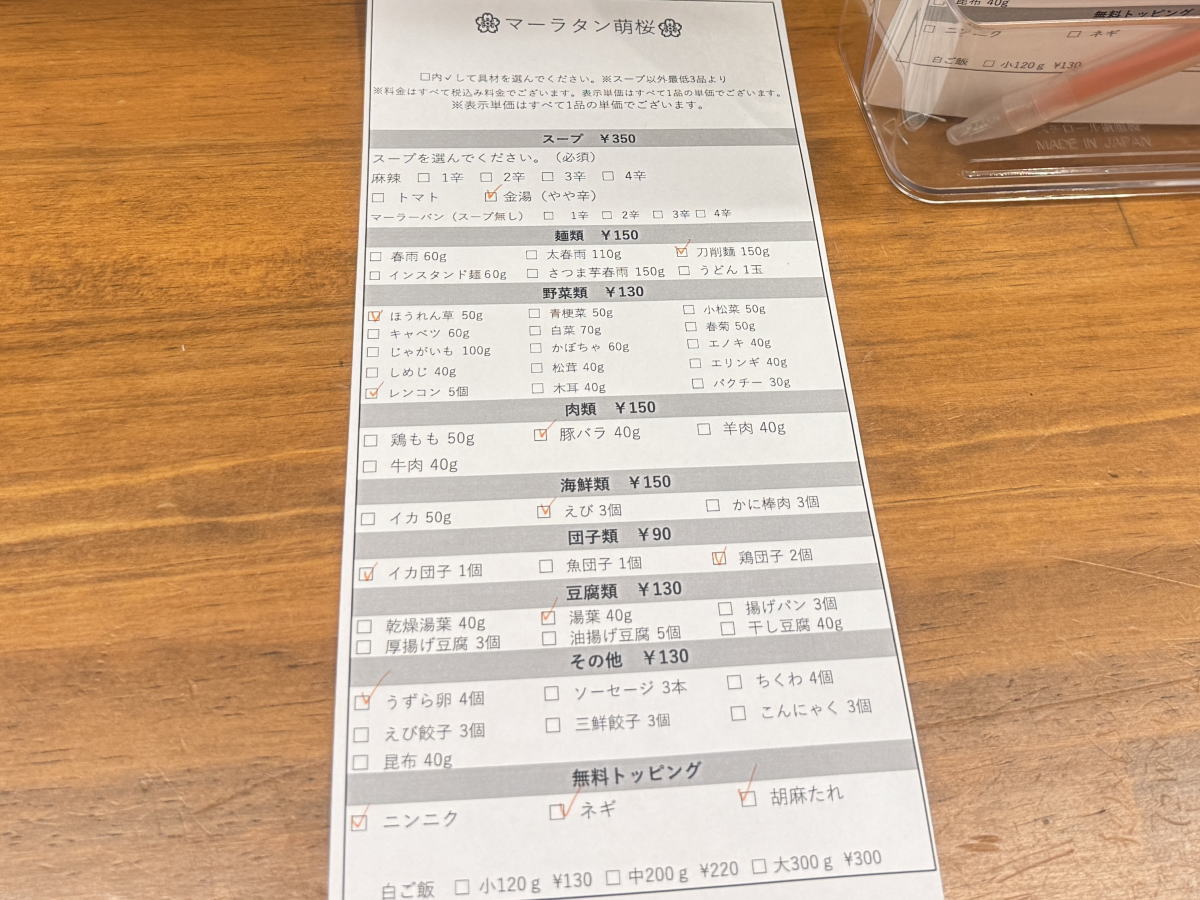 マーラタン萌桜
□内✓して具材を選んでください。※スープ以外最低3品より
※料金はすべて税込み料金でございます。表示単価はすべて1品の単価でございます。
※表示単価はすべて1品の単価でございます。
スープ ￥350
スープを選んでください。（必須）
麻辣 □ 1辛 □ 2辛 □ 3辛 □ 4辛
□ トマト ☑ 金湯（やや辛）
マーラーバン（スープ無し） □ 1辛 □ 2辛 □ 3辛 □ 4辛
麺類 ￥150
□ 春雨 60g □ 太春雨 110g ☑ 刀削麺 150g
□ インスタンド麺 60g □ さつま芋春雨 150g □ うどん 1玉
野菜類 ￥130
☑ ほうれん草 50g □ 青梗菜 50g □ 小松菜 50g
□ キャベツ 60g □ 白菜 70g □ 春菊 50g
□ じゃがいも 100g □ かぼちゃ 60g □ エノキ 40g
□ しめじ 40g □ 松茸 40g □ エリンギ 40g
☑ レンコン 5個 □ 木耳 40g □ パクチー 30g
肉類 ￥150
□ 鶏もも 50g ☑ 豚バラ 40g □ 羊肉 40g
□ 牛肉 40g
海鮮類 ￥150
□ イカ 50g ☑ えび 3個 □ かに棒肉 3個
団子類 ￥90
☑ イカ団子 1個 □ 魚団子 1個 ☑ 鶏団子 2個
豆腐類 ￥130
□ 乾燥湯葉 40g ☑ 湯葉 40g □ 揚げパン 3個
□ 厚揚げ豆腐 3個 □ 油揚げ豆腐 5個 □ 干し豆腐 40g
その他 ￥130
☑ うずら卵 4個 □ ソーセージ 3本 □ ちくわ 4個
□ えび餃子 3個 □ 三鮮餃子 3個 □ こんにゃく 3個
□ 昆布 40g
無料トッピング
☑ ニンニク ☑ ネギ ☑ 胡麻たれ
白ご飯 □ 小120g ¥130 □ 中200g ¥220 □ 大300g ¥300
□ 昆布 40g
無料トッピング
□ ニンニク □ ネギ
白ご飯 □ 小120g ¥130
MADE IN JAPAN